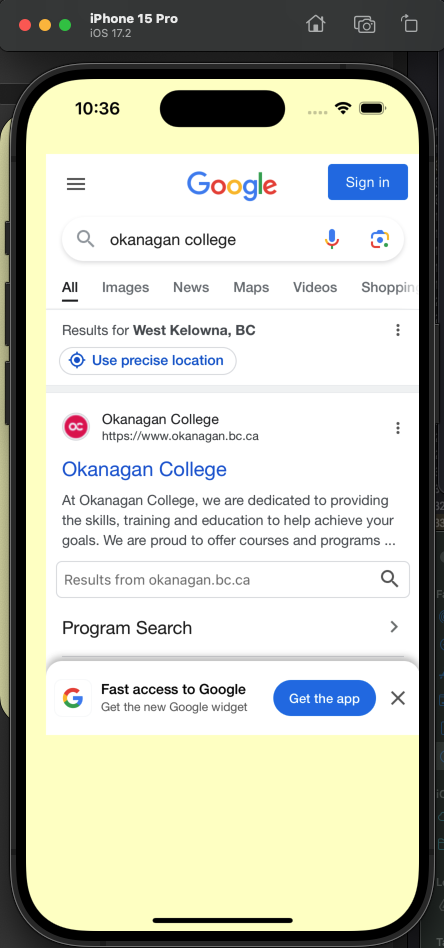 iPhone 15 Pro
iOS 17.2
10:36
Google
Sign in
okanagan college
All Images News Maps Videos Shoppin
Results for West Kelowna, BC
Use precise location
OC
Okanagan College
https://www.okanagan.bc.ca
Okanagan College
At Okanagan College, we are dedicated to providing
the skills, training and education to help achieve your
goals. We are proud to offer courses and programs ...
Results from okanagan.bc.ca
Program Search
G
Fast access to Google
Get the new Google widget
Get the app